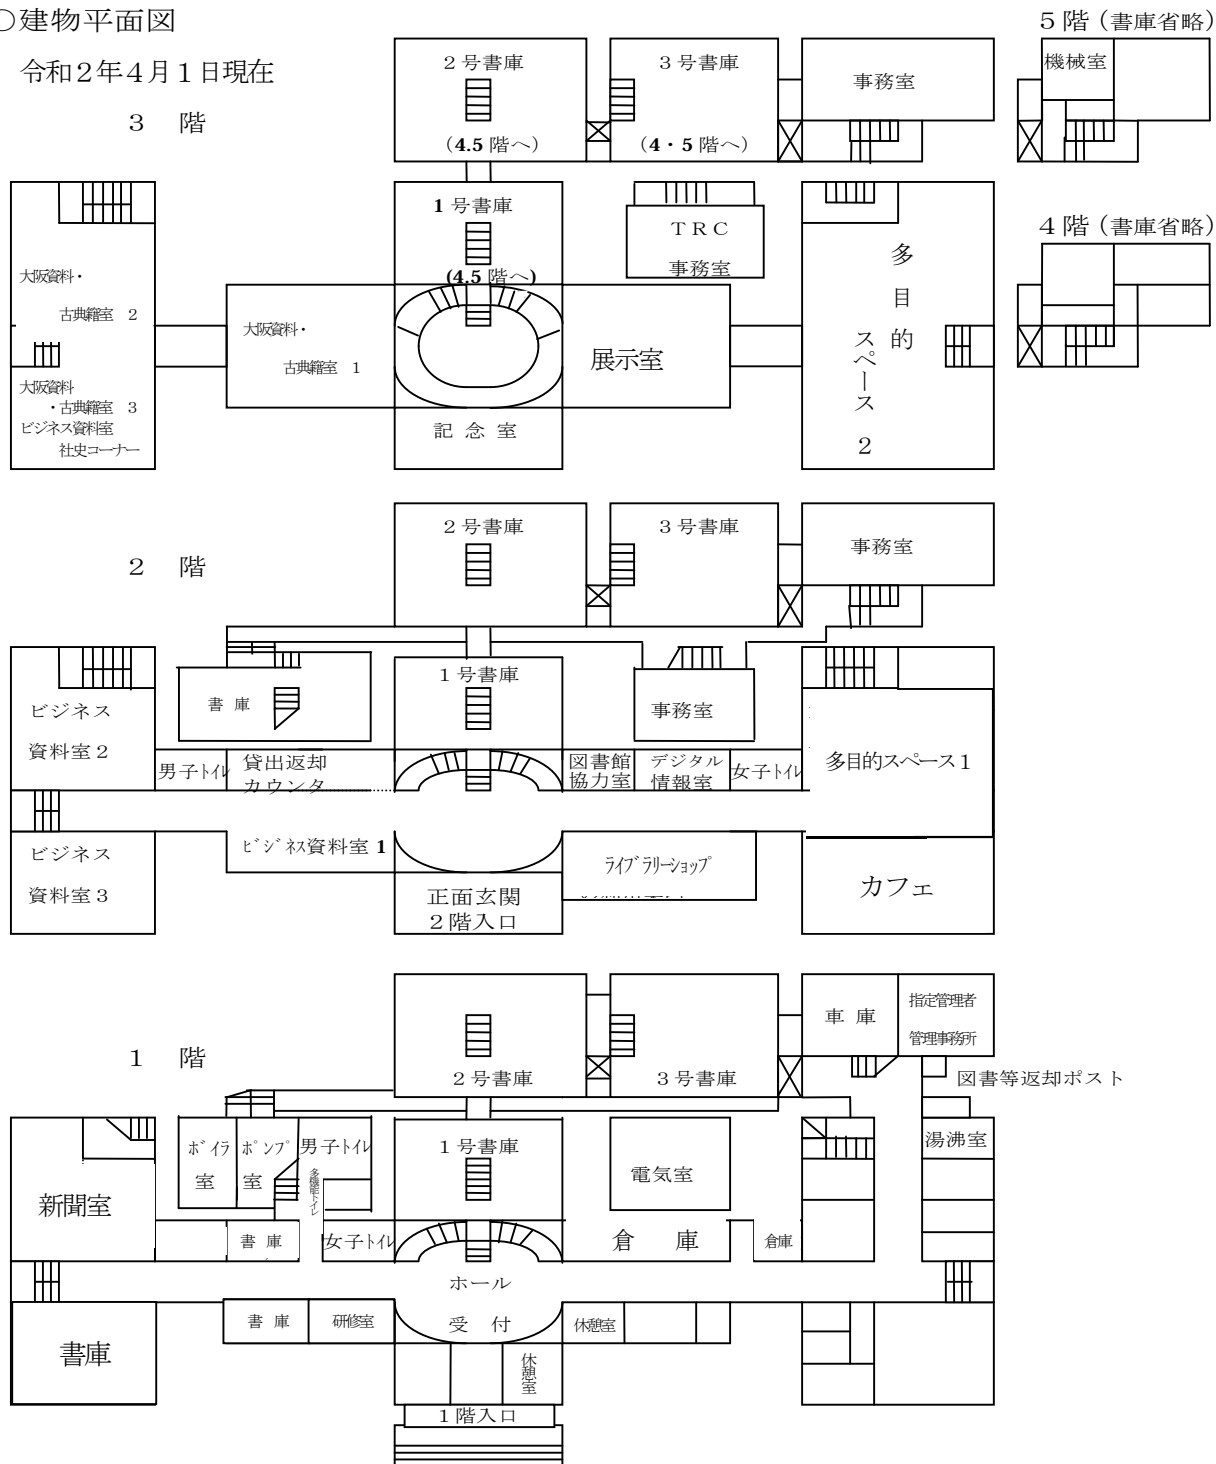 ○建物平面図
令和２年４月１日現在
３　階
２号書庫
(4.5 階へ)
３号書庫
(4・5 階へ)
事務室
５階（書庫省略）
機械室
４階（書庫省略）
１号書庫
(4.5 階へ)
ＴＲＣ
事務室
大阪資料・
古典籍室　２
大阪資料
・古典籍室　３
ビジネス資料室
社史コーナー
大阪資料・
古典籍室　１
展示室
記念室
多目的
スペース２
２　階
２号書庫
３号書庫
事務室
ビジネス
資料室２
書庫
１号書庫
事務室
男子トイレ
貸出返却
カウンタ
図書館
協力室
デジタル
情報室
女子トイレ
多目的スペース１
ビジネス
資料室３
ビジネス資料室 1
正面玄関
２階入口
ライブラリーショップ
カフェ
１　階
２号書庫
３号書庫
車庫
指定管理者
管理事務所
図書等返却ポスト
新聞室
ボイラ
室
ポンプ
室
男子トイレ
多機能トイレ
１号書庫
電気室
湯沸室
書庫
女子トイレ
倉　庫
倉庫
ホール
受　付
書庫
書庫
研修室
休憩室
休憩室
１階入口